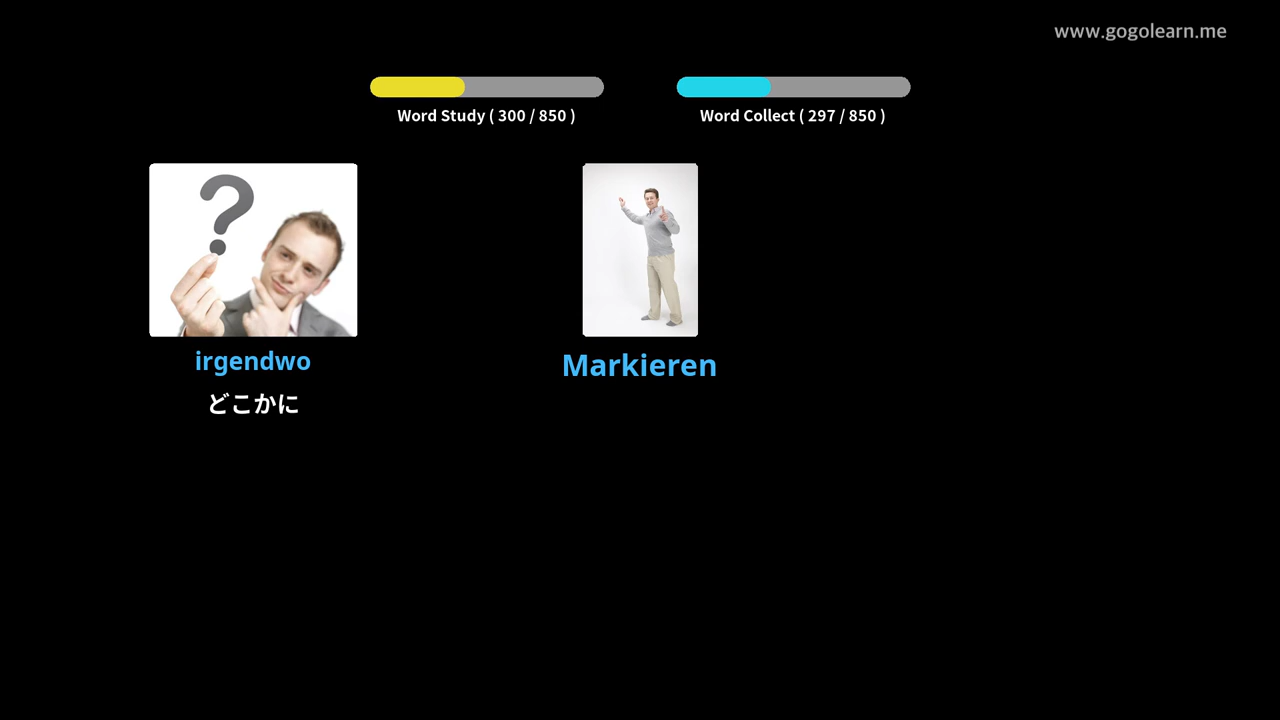 www.gogolearn.me
Word Study ( 300 / 850 )
Word Collect ( 297 / 850 )
irgendwo
どこかに
Markieren